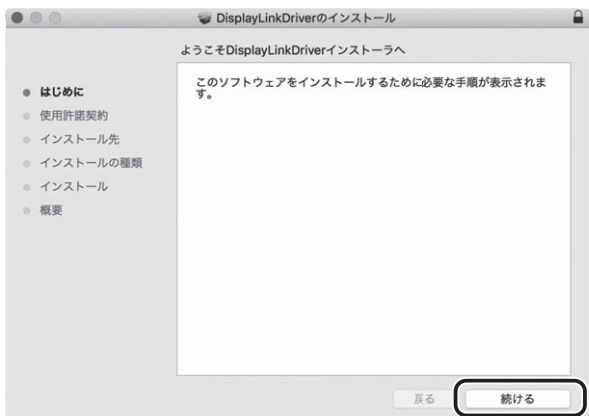 DisplayLinkDriverのインストール
ようこそDisplayLinkDriverインストーラへ
はじめに
使用許諾契約
インストール先
インストールの種類
インストール
概要
このソフトウェアをインストールするために必要な手順が表示されま
す。
戻る
続ける